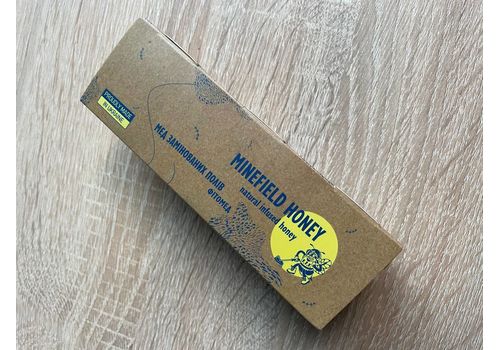 PROUDLY MADE
IN UKRAINE
MINEFIELD HONEY
natural infused honey
МЕД ЗАМІНОВАНИХ ПОЛІВ
ФІТОМЕД